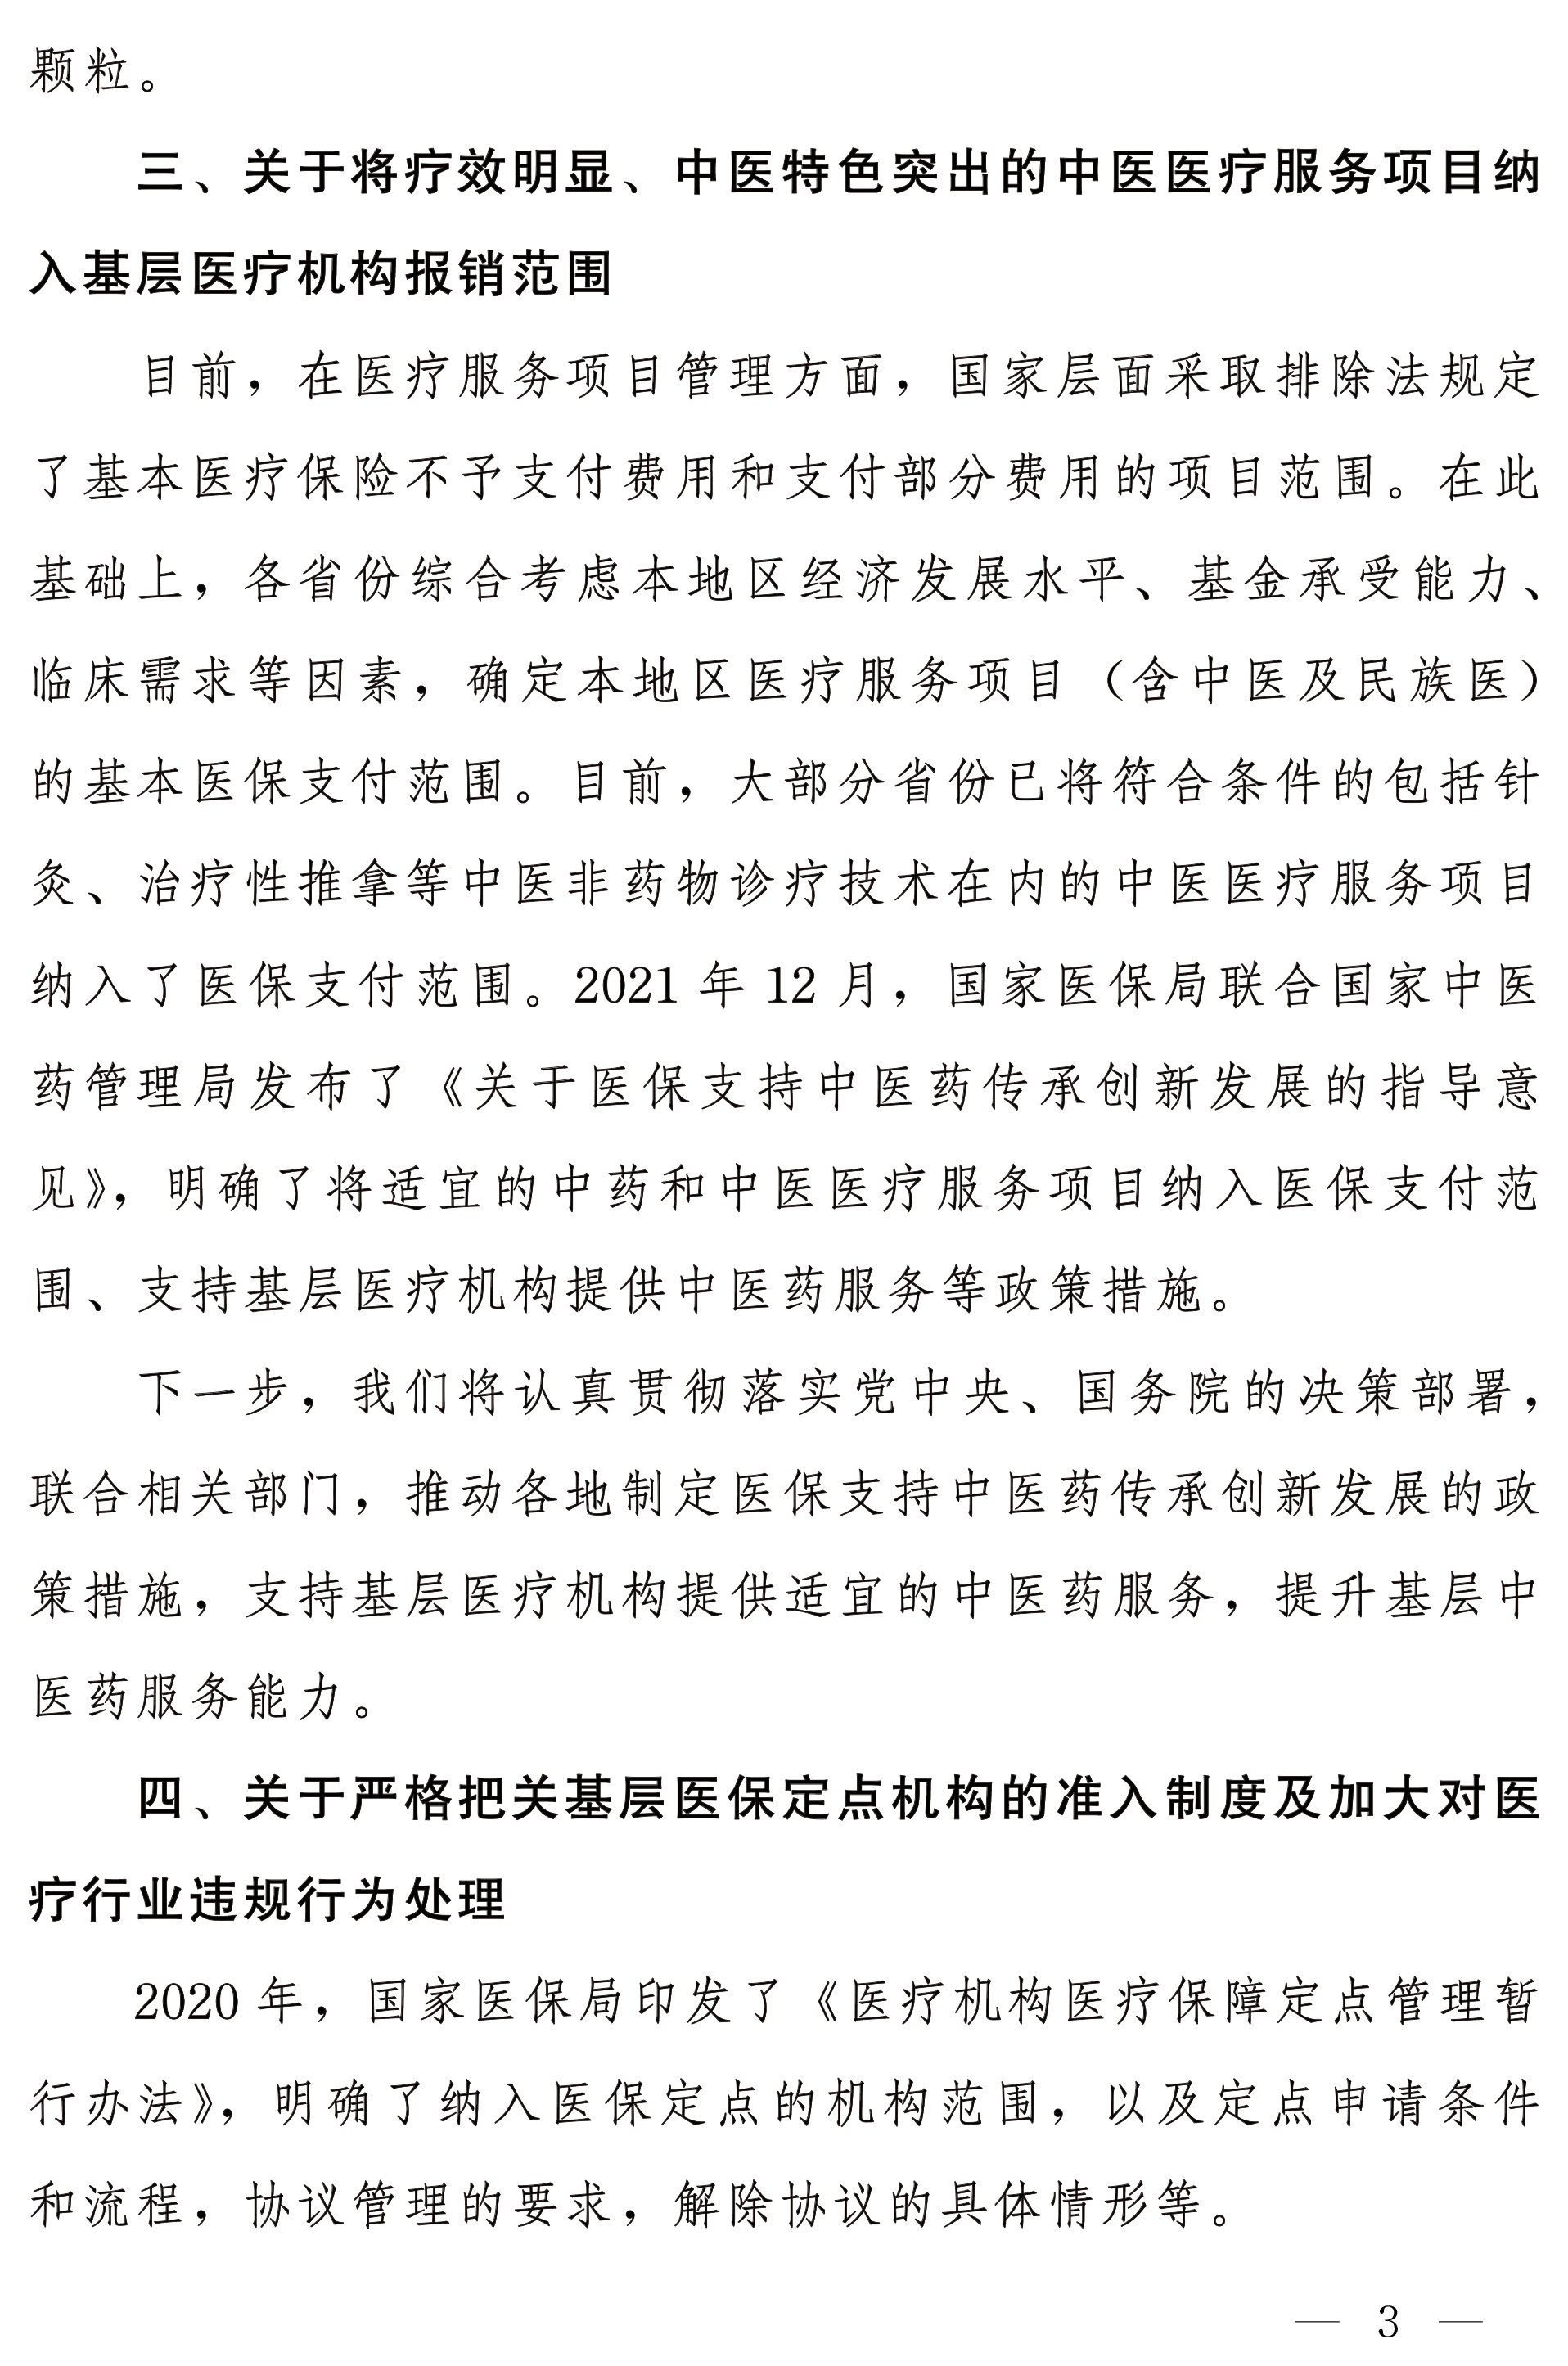 颗粒。
三、关于将疗效明显、中医特色突出的中医医疗服务项目纳
入基层医疗机构报销范围
目前，在医疗服务项目管理方面，国家层面采取排除法规定
了基本医疗保险不予支付费用和支付部分费用的项目范围。在此
基础上，各省份综合考虑本地区经济发展水平、基金承受能力、
临床需求等因素，确定本地区医疗服务项目（含中医及民族医）
的基本医保支付范围。目前，大部分省份已将符合条件的包括针
灸、治疗性推拿等中医非药物诊疗技术在内的中医医疗服务项目
纳入了医保支付范围。2021 年 12 月，国家医保局联合国家中医
药管理局发布了《关于医保支持中医药传承创新发展的指导意
见》，明确了将适宜的中药和中医医疗服务项目纳入医保支付范
围、支持基层医疗机构提供中医药服务等政策措施。
下一步，我们将认真贯彻落实党中央、国务院的决策部署，
联合相关部门，推动各地制定医保支持中医药传承创新发展的政
策措施，支持基层医疗机构提供适宜的中医药服务，提升基层中
医药服务能力。
四、关于严格把关基层医保定点机构的准入制度及加大对医
疗行业违规行为处理
2020 年，国家医保局印发了《医疗机构医疗保障定点管理暂
行办法》，明确了纳入医保定点的机构范围，以及定点申请条件
和流程，协议管理的要求，解除协议的具体情形等。
— 3 —